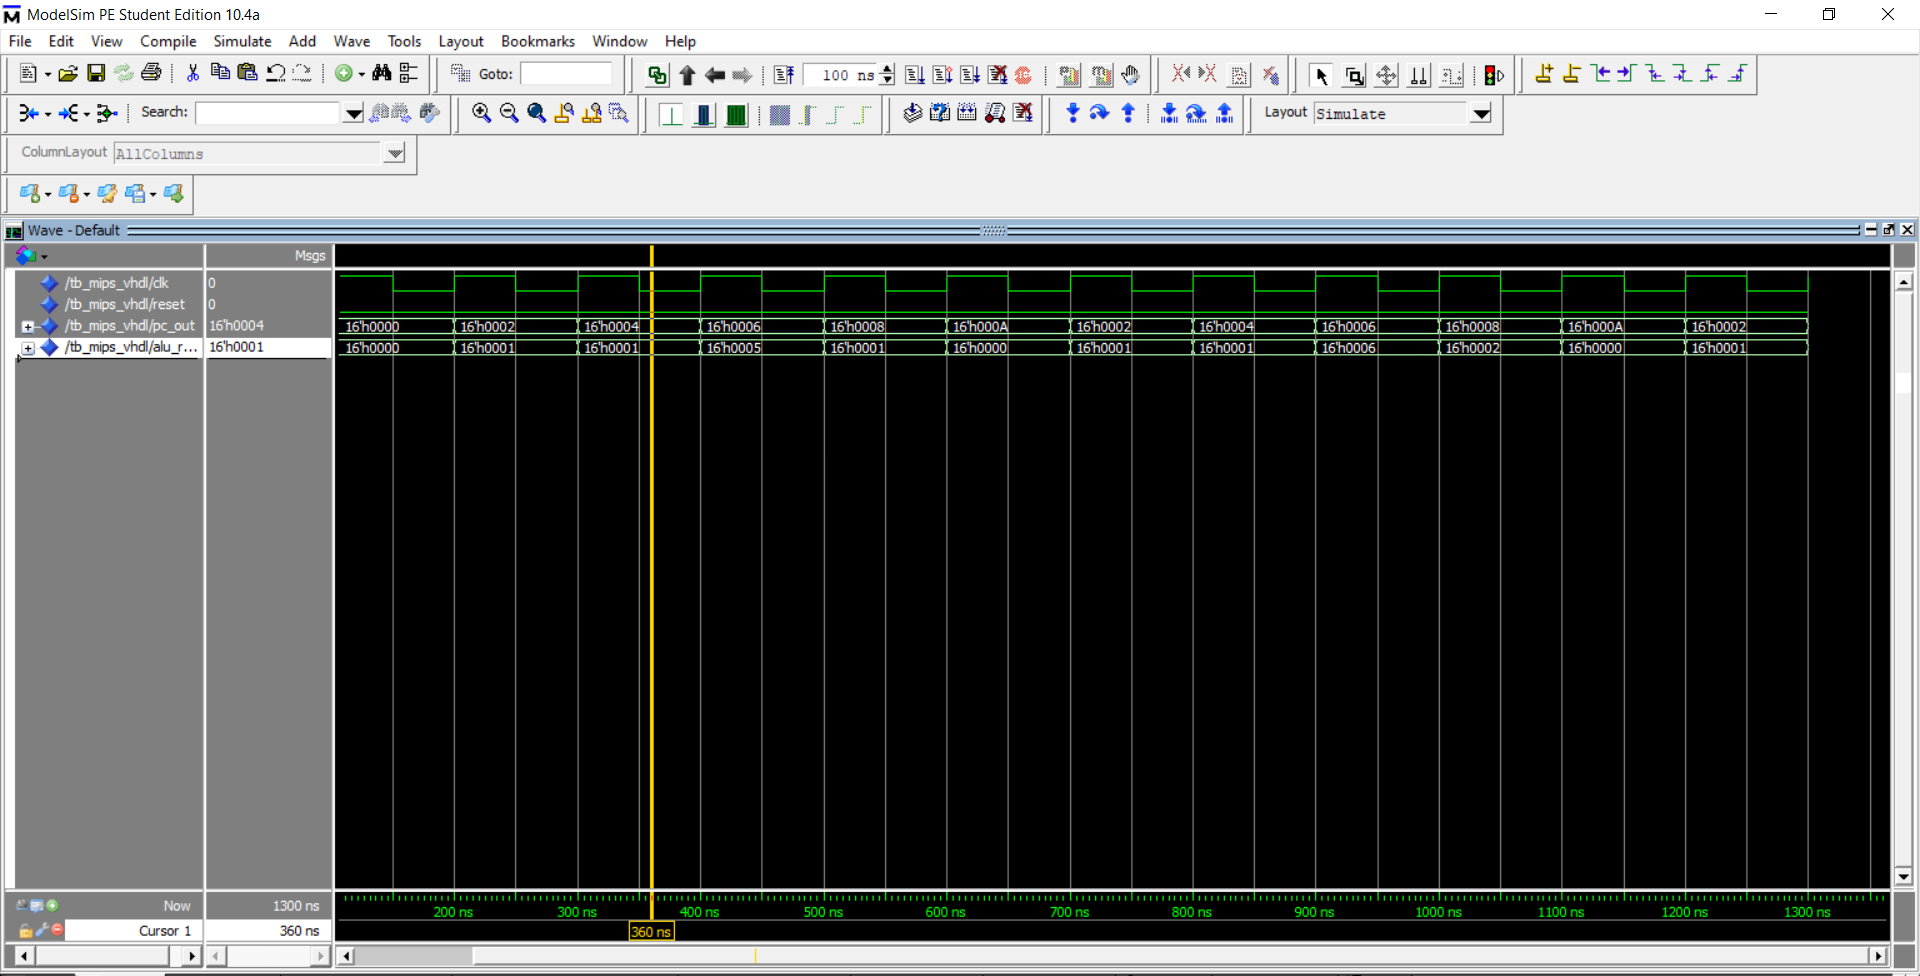 ModelSim PE Student Edition 10.4a
File Edit View Compile Simulate Add Wave Tools Layout Bookmarks Window Help
Goto: 100 ns
Search: Layout Simulate
ColumnLayout AllColumns
Wave - Default
Msgs
/tb_mips_vhdl/clk 0
/tb_mips_vhdl/reset 0
/tb_mips_vhdl/pc_out 16'h0004 16'h0000 16'h0002 16'h0004 16'h0006 16'h0008 16'h000A 16'h0002 16'h0004 16'h0006 16'h0008 16'h000A 16'h0002
/tb_mips_vhdl/alu_r... 16'h0001 16'h0000 16'h0001 16'h0001 16'h0005 16'h0001 16'h0000 16'h0001 16'h0001 16'h0006 16'h0002 16'h0000 16'h0001
Now 1300 ns 200 ns 300 ns 400 ns 500 ns 600 ns 700 ns 800 ns 900 ns 1000 ns 1100 ns 1200 ns 1300 ns
Cursor 1 360 ns 360 ns